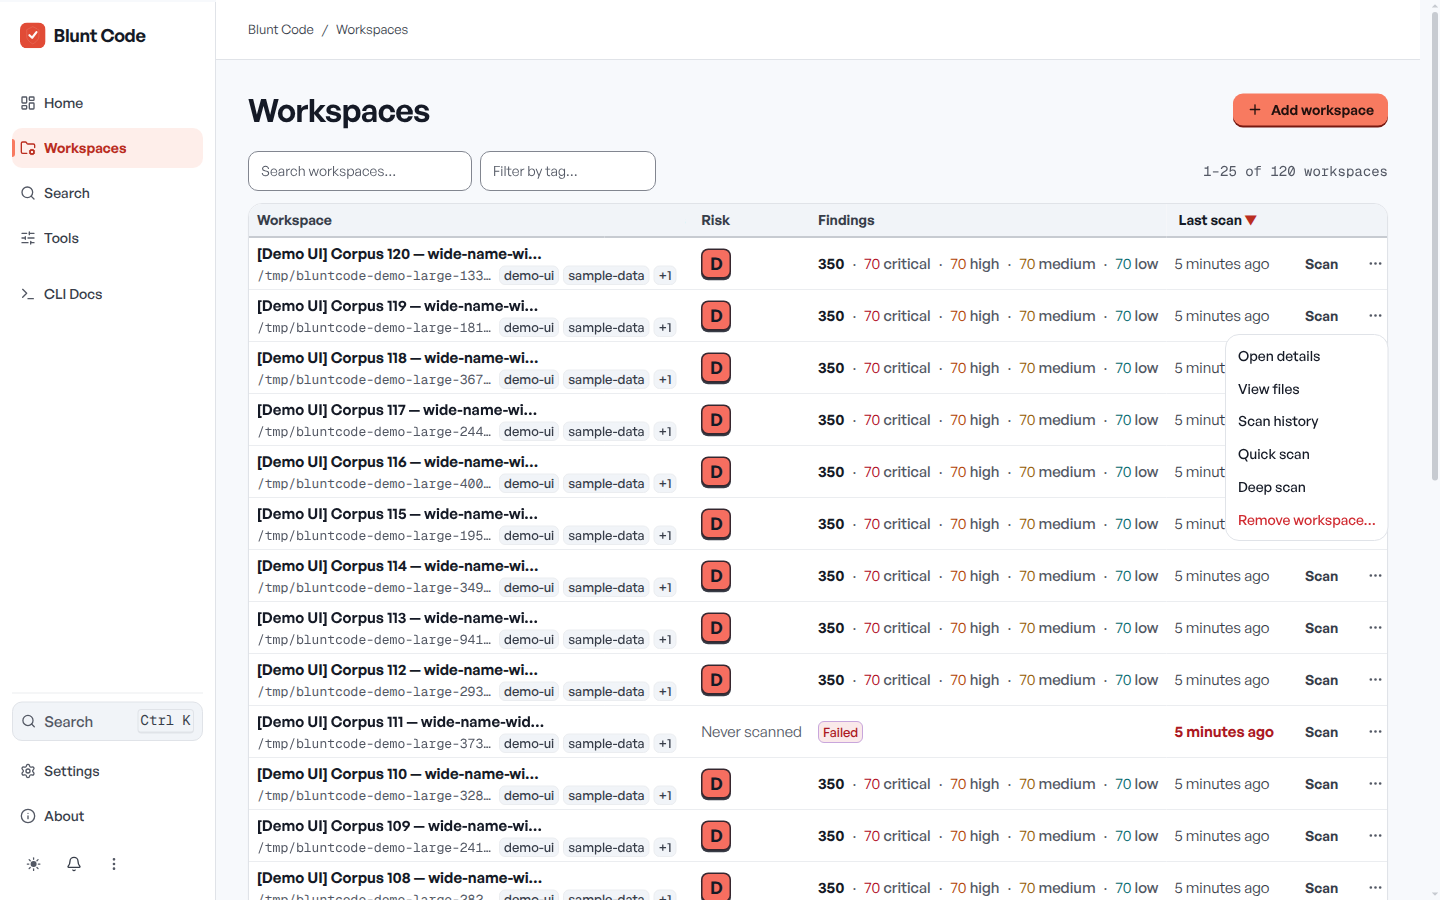 Blunt Code
Home
Workspaces
Search
Tools
CLI Docs
Search Ctrl K
Settings
About
Blunt Code / Workspaces
Workspaces
+ Add workspace
Search workspaces...
Filter by tag...
1-25 of 120 workspaces
Workspace Risk Findings Last scan ▼
[Demo UI] Corpus 120 — wide-name-wi...
/tmp/bluntcode-demo-large-133… demo-ui sample-data +1
D 350 · 70 critical · 70 high · 70 medium · 70 low 5 minutes ago Scan ...
[Demo UI] Corpus 119 — wide-name-wi...
/tmp/bluntcode-demo-large-181… demo-ui sample-data +1
D 350 · 70 critical · 70 high · 70 medium · 70 low 5 minutes ago Scan ...
[Demo UI] Corpus 118 — wide-name-wi...
/tmp/bluntcode-demo-large-367… demo-ui sample-data +1
D 350 · 70 critical · 70 high · 70 medium · 70 low 5 minut
[Demo UI] Corpus 117 — wide-name-wi...
/tmp/bluntcode-demo-large-244… demo-ui sample-data +1
D 350 · 70 critical · 70 high · 70 medium · 70 low 5 minut
[Demo UI] Corpus 116 — wide-name-wi...
/tmp/bluntcode-demo-large-400… demo-ui sample-data +1
D 350 · 70 critical · 70 high · 70 medium · 70 low 5 minut
[Demo UI] Corpus 115 — wide-name-wi...
/tmp/bluntcode-demo-large-195… demo-ui sample-data +1
D 350 · 70 critical · 70 high · 70 medium · 70 low 5 minut
Open details
View files
Scan history
Quick scan
Deep scan
Remove workspace...
[Demo UI] Corpus 114 — wide-name-wi...
/tmp/bluntcode-demo-large-349… demo-ui sample-data +1
D 350 · 70 critical · 70 high · 70 medium · 70 low 5 minutes ago Scan ...
[Demo UI] Corpus 113 — wide-name-wi...
/tmp/bluntcode-demo-large-941… demo-ui sample-data +1
D 350 · 70 critical · 70 high · 70 medium · 70 low 5 minutes ago Scan ...
[Demo UI] Corpus 112 — wide-name-wi...
/tmp/bluntcode-demo-large-293… demo-ui sample-data +1
D 350 · 70 critical · 70 high · 70 medium · 70 low 5 minutes ago Scan ...
[Demo UI] Corpus 111 — wide-name-wid...
/tmp/bluntcode-demo-large-373… demo-ui sample-data +1
Never scanned Failed 5 minutes ago Scan ...
[Demo UI] Corpus 110 — wide-name-wi...
/tmp/bluntcode-demo-large-328… demo-ui sample-data +1
D 350 · 70 critical · 70 high · 70 medium · 70 low 5 minutes ago Scan ...
[Demo UI] Corpus 109 — wide-name-wi...
/tmp/bluntcode-demo-large-241… demo-ui sample-data +1
D 350 · 70 critical · 70 high · 70 medium · 70 low 5 minutes ago Scan ...
[Demo UI] Corpus 108 — wide-name-wi...
/tmp/bluntcode-demo-large-282… demo-ui sample-data +1
D 350 · 70 critical · 70 high · 70 medium · 70 low 5 minutes ago Scan ...